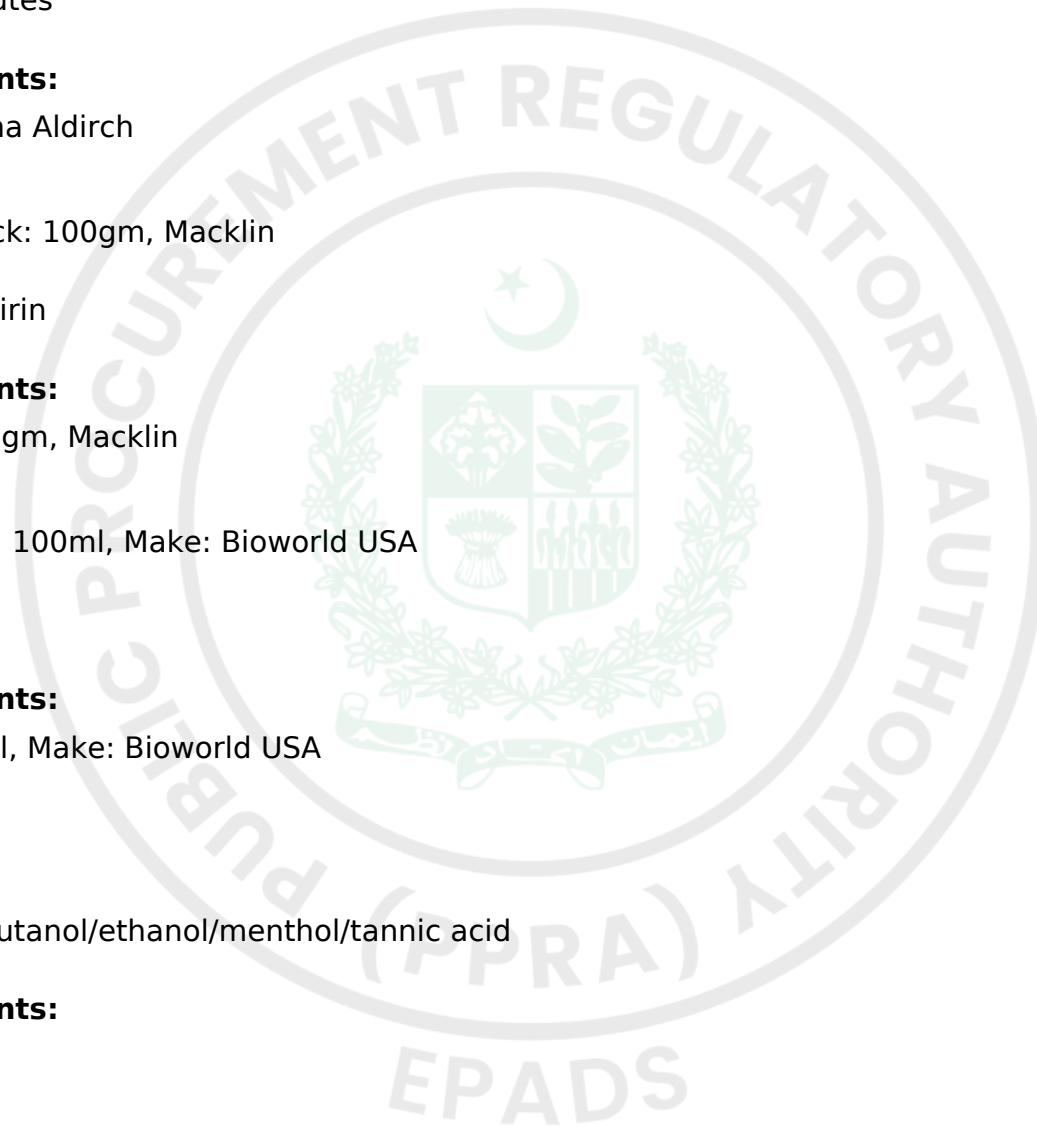 utes
nts:
na Aldirch
ck: 100gm, Macklin
irin
nts:
gm, Macklin
100ml, Make: Bioworld USA
nts:
l, Make: Bioworld USA
utanol/ethanol/menthol/tannic acid
nts:
PUBLIC PROCUREMENT REGULATORY AUTHORITY
(PPRA)
EPADS